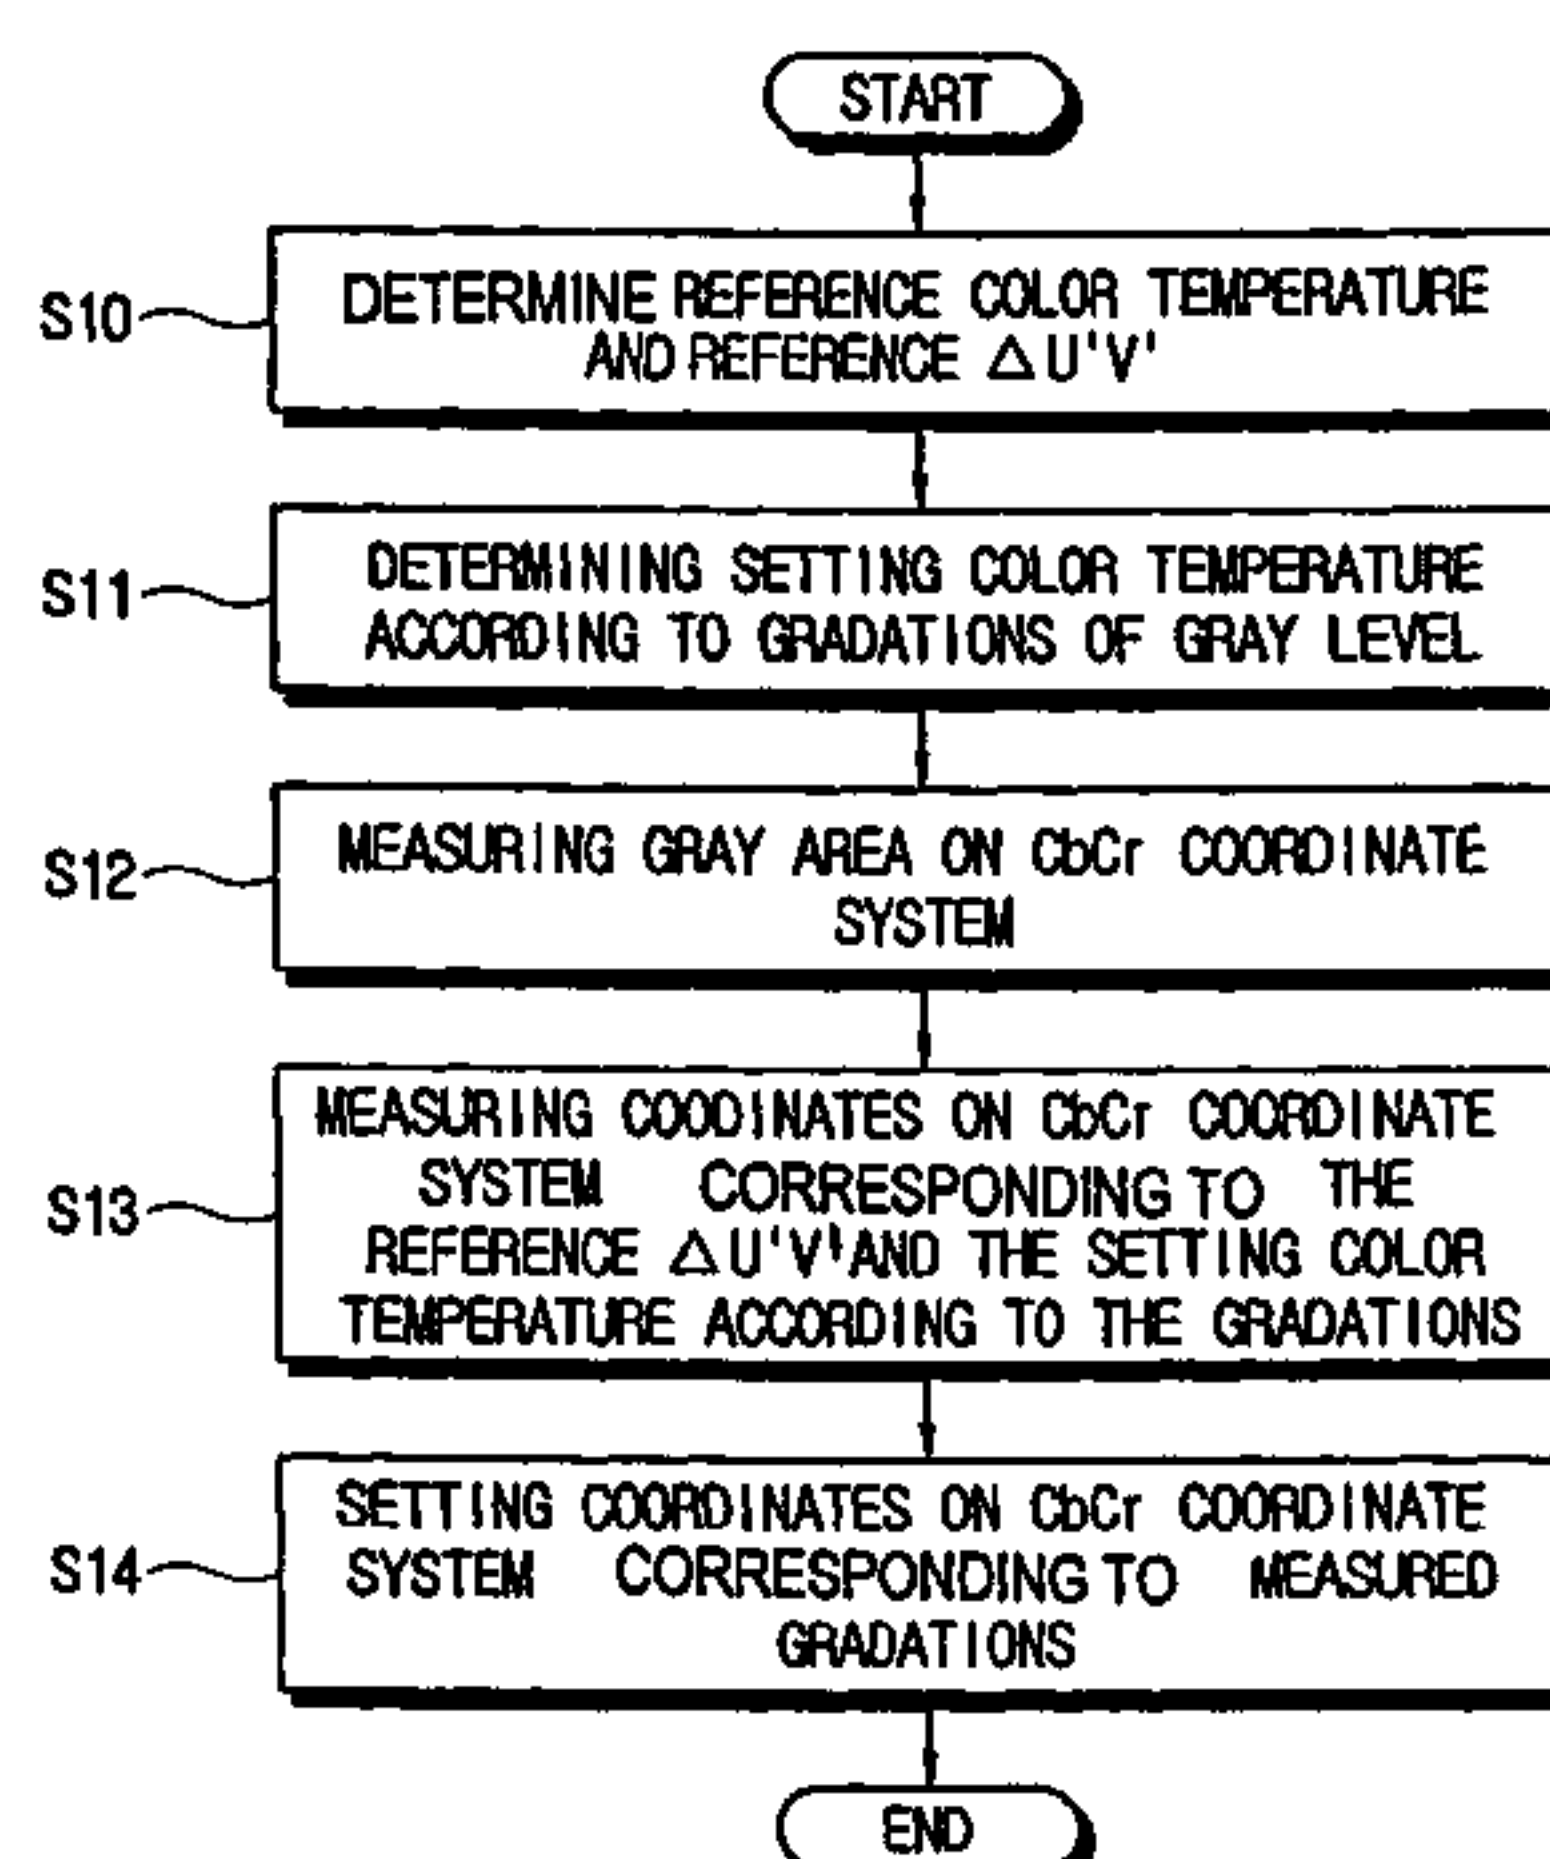 START
S10
DETERMINE REFERENCE COLOR TEMPERATURE
AND REFERENCE △U'V'
S11
DETERMINING SETTING COLOR TEMPERATURE
ACCORDING TO GRADATIONS OF GRAY LEVEL
S12
MEASURING GRAY AREA ON CbCr COORDINATE
SYSTEM
S13
MEASURING COODINATES ON CbCr COORDINATE
SYSTEM CORRESPONDING TO THE
REFERENCE △U'V' AND THE SETTING COLOR
TEMPERATURE ACCORDING TO THE GRADATIONS
S14
SETTING COORDINATES ON CbCr COORDINATE
SYSTEM CORRESPONDING TO MEASURED
GRADATIONS
END